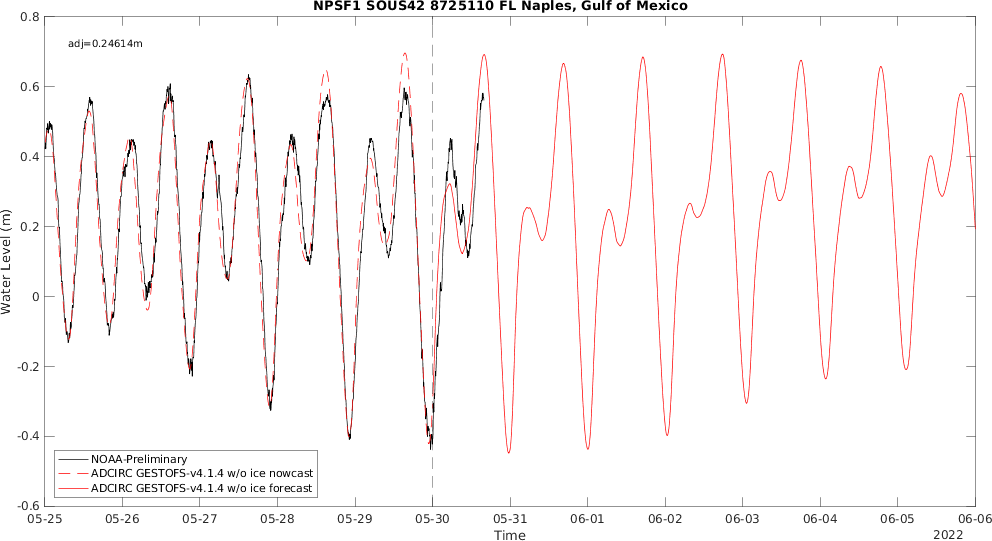 NPSF1 SOUS42 8725110 FL Naples, Gulf of Mexico
adj=0.24614m
0.8
0.6
0.4
0.2
0
-0.2
-0.4
-0.6
Water Level (m)
NOAA-Preliminary
ADCIRC GESTOFS-v4.1.4 w/o ice nowcast
ADCIRC GESTOFS-v4.1.4 w/o ice forecast
05-25 05-26 05-27 05-28 05-29 05-30 05-31 06-01 06-02 06-03 06-04 06-05 06-06
Time
2022